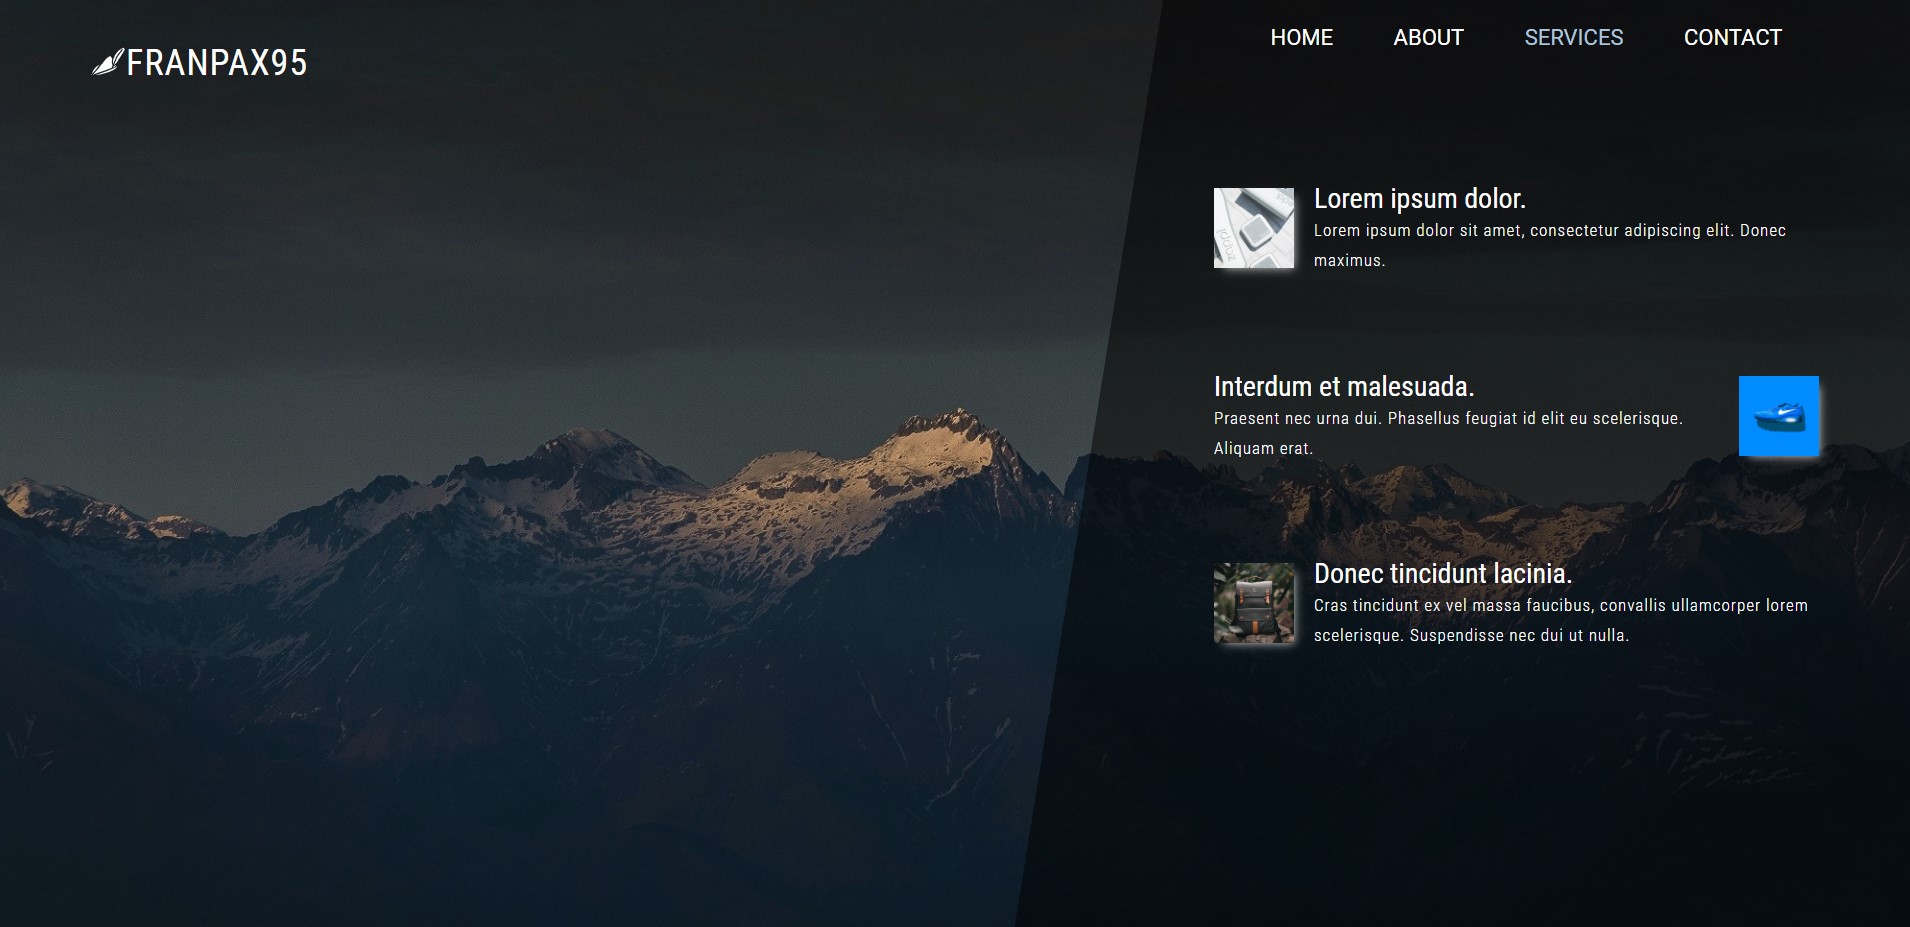 FRANPAX95
HOME ABOUT SERVICES CONTACT
Lorem ipsum dolor.
Lorem ipsum dolor sit amet, consectetur adipiscing elit. Donec
maximus.
Interdum et malesuada.
Praesent nec urna dui. Phasellus feugiat id elit eu scelerisque.
Aliquam erat.
Donec tincidunt lacinia.
Cras tincidunt ex vel massa faucibus, convallis ullamcorper lorem
scelerisque. Suspendisse nec dui ut nulla.